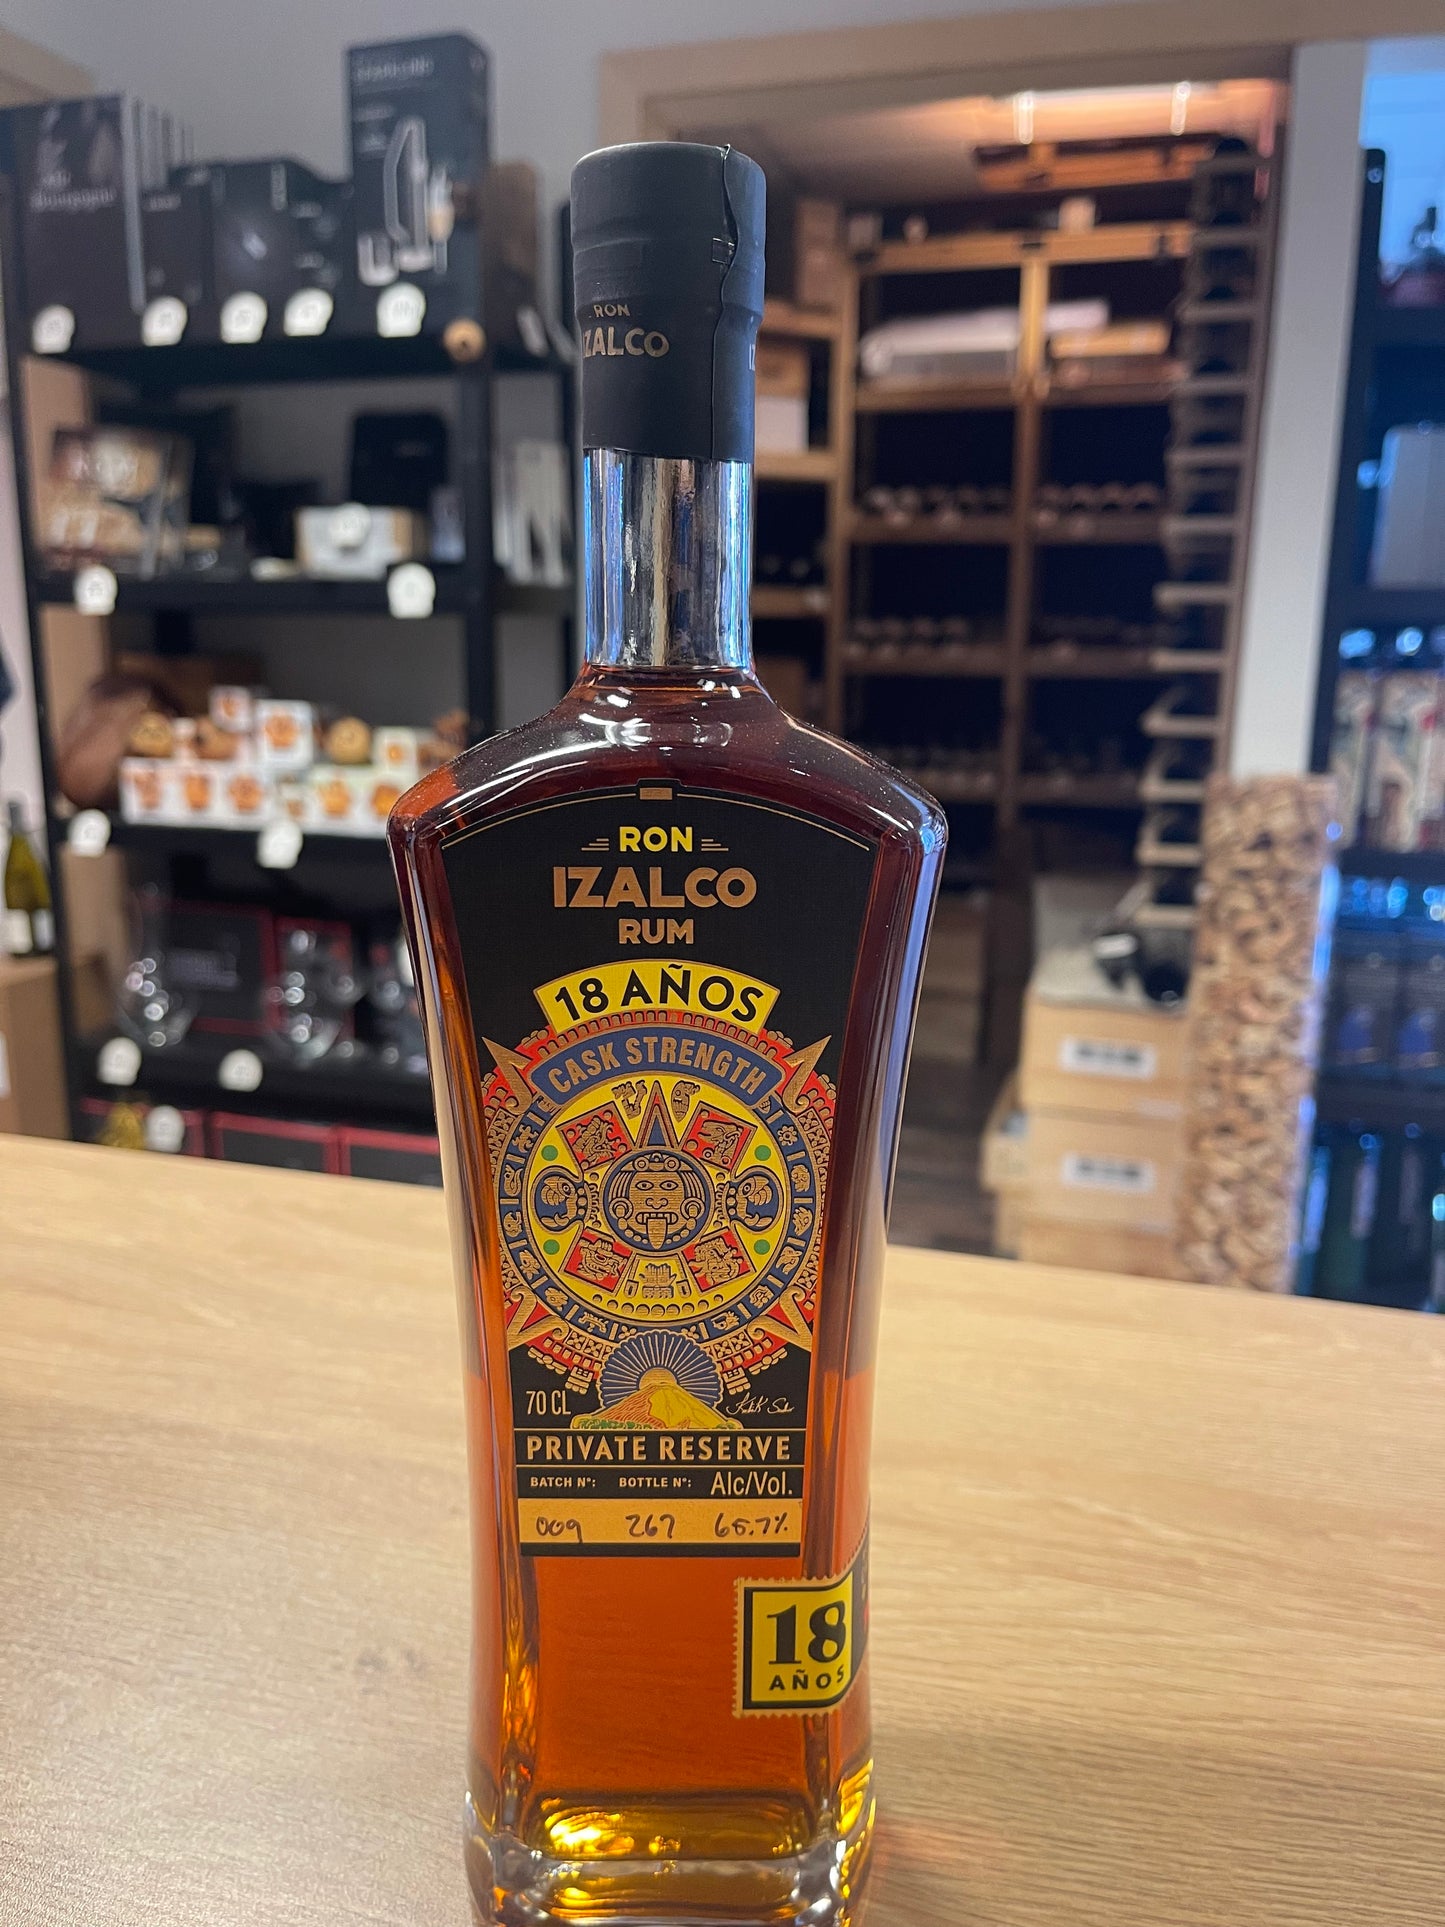 RON
IZALCO
RON
IZALCO
RUM
18 AÑOS
CASK STRENGTH
70 CL
PRIVATE RESERVE
BATCH Nº: BOTTLE Nº: Alc/Vol.
009 267 65.7%
18
AÑOS